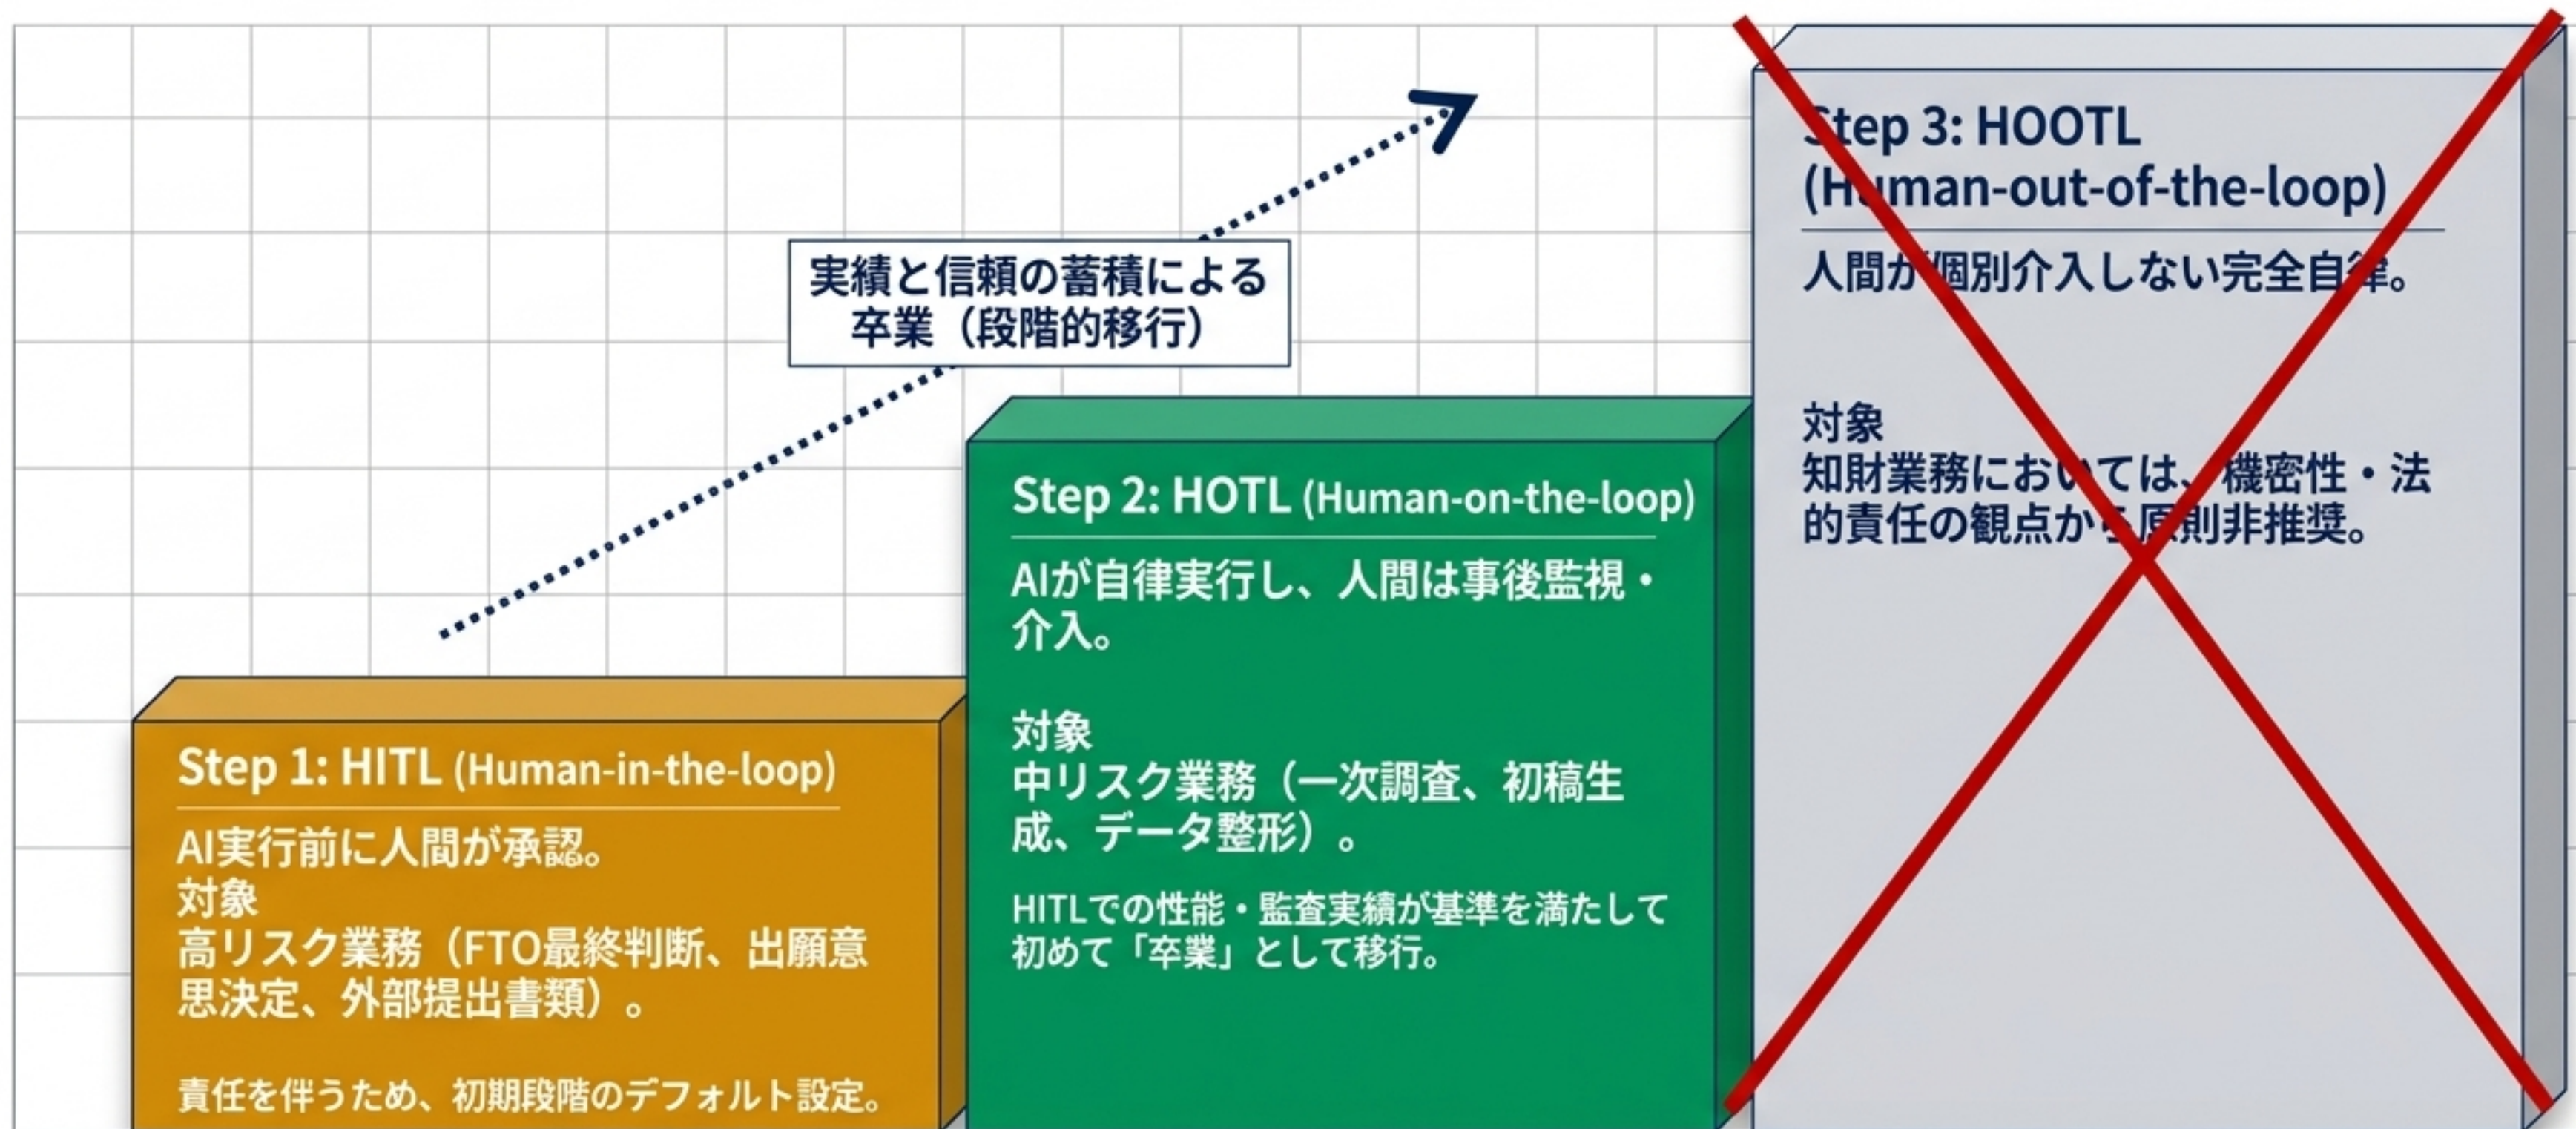 実績と信頼の蓄積による
卒業（段階的移行）
Step 1: HITL (Human-in-the-loop)
AI実行前に人間が承認。
対象
高リスク業務（FTO最終判断、出願意
思決定、外部提出書類）。
責任を伴うため、初期段階のデフォルト設定。
Step 2: HOTL (Human-on-the-loop)
AIが自律実行し、人間は事後監視・
介入。
対象
中リスク業務（一次調査、初稿生
成、データ整形）。
HITLでの性能・監査実績が基準を満たして
初めて「卒業」として移行。
Step 3: HOOTL
(Human-out-of-the-loop)
人間が個別介入しない完全自律。
対象
知財業務においては、機密性・法
的責任の観点から原則非推奨。